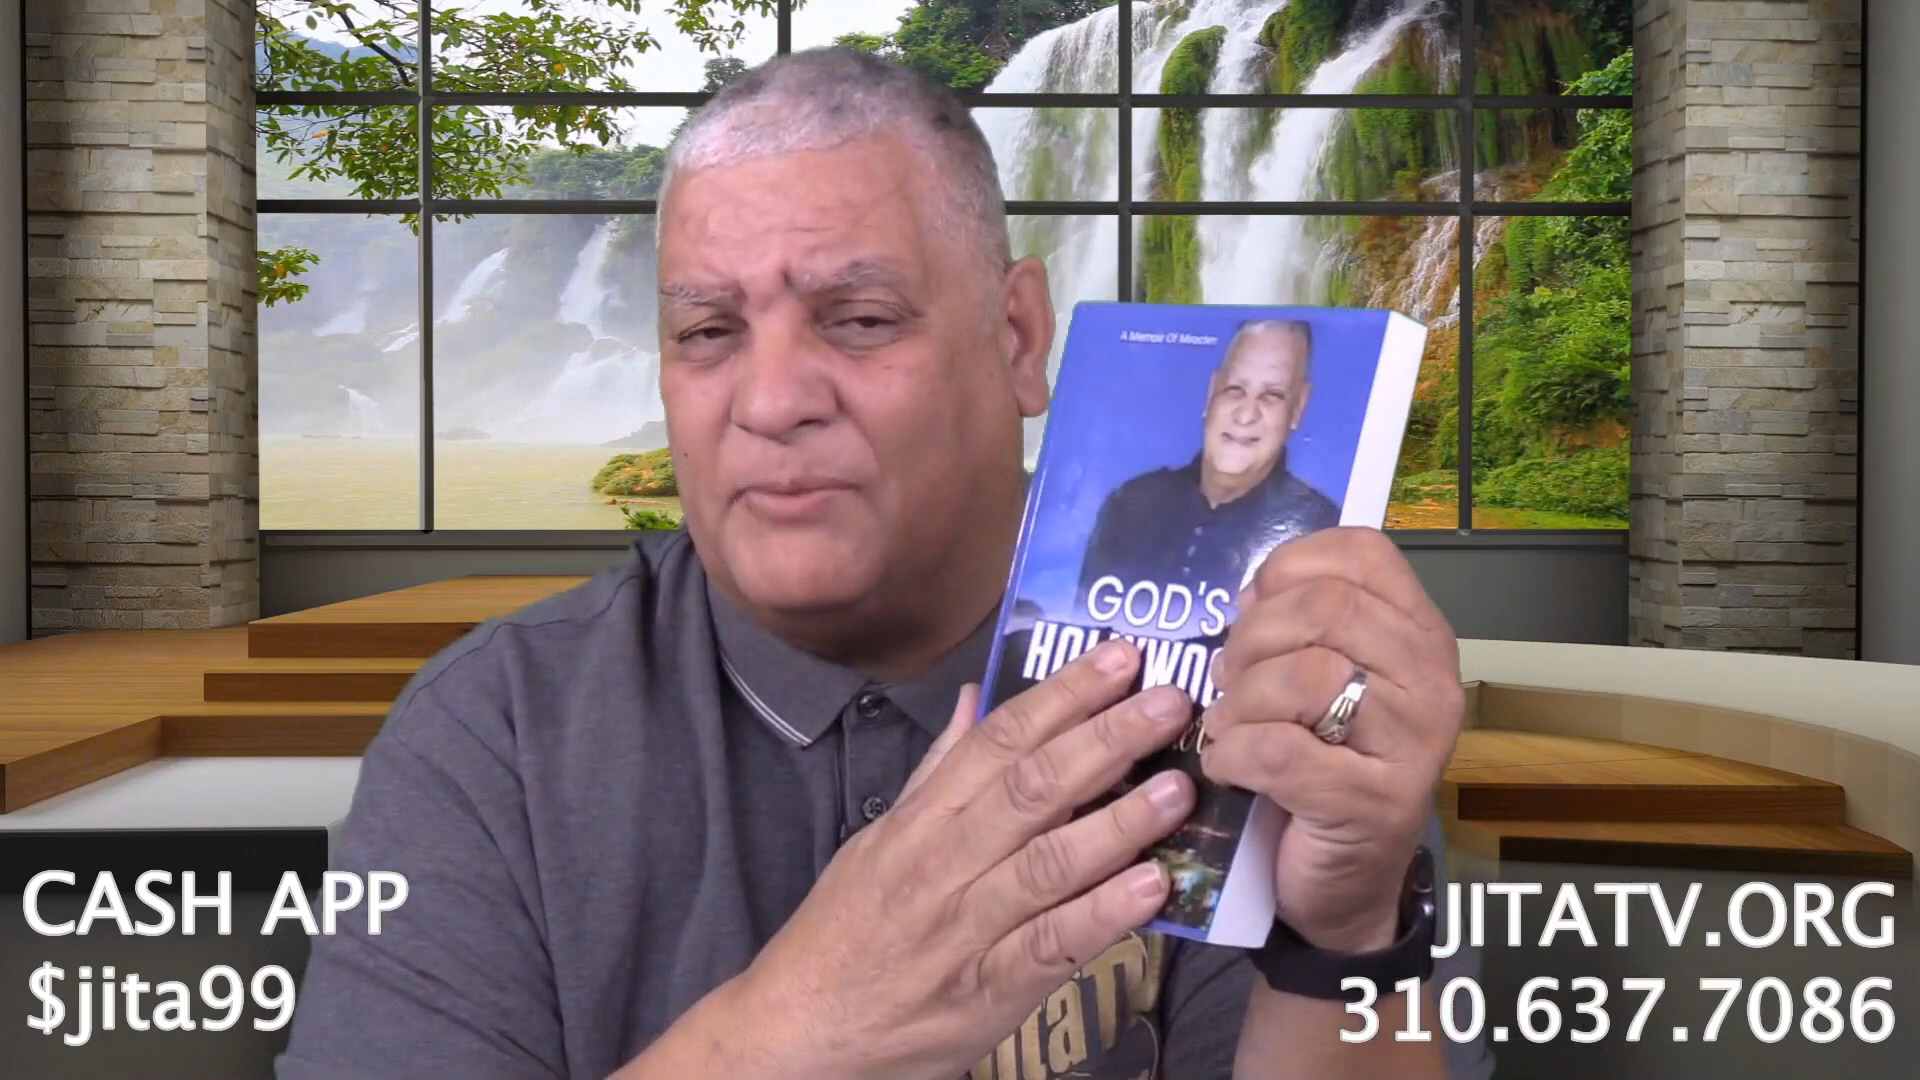 A Memoir Of Miracles
GOD'S
CASH APP
$jita99
JITATV.ORG
310.637.7086